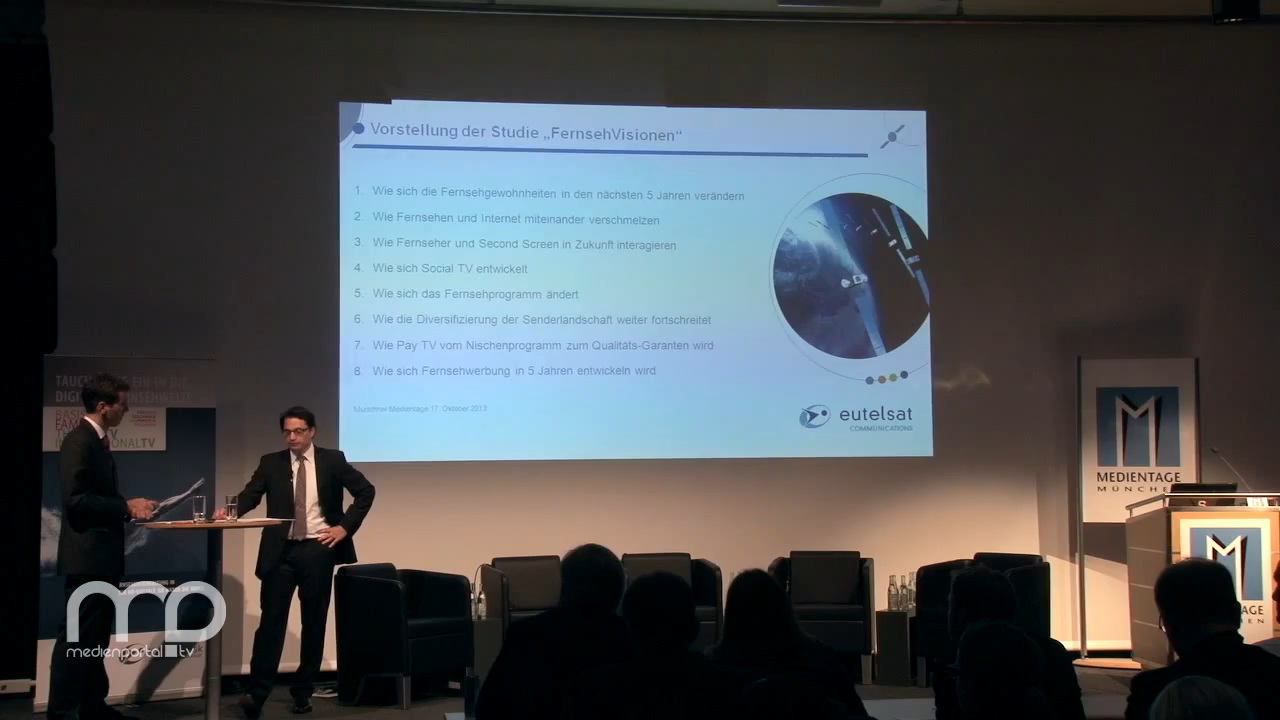 Vorstellung der Studie „FernsehVisionen“
1. Wie sich die Fernsehgewohnheiten in den nächsten 5 Jahren verändern
2. Wie Fernsehen und Internet miteinander verschmelzen
3. Wie Fernseher und Second Screen in Zukunft interagieren
4. Wie sich Social TV entwickelt
5. Wie sich das Fernsehprogramm ändert
6. Wie die Diversifizierung der Senderlandschaft weiter fortschreitet
7. Wie Pay TV vom Nischenprogramm zum Qualitäts-Garanten wird
8. Wie sich Fernsehwerbung in 5 Jahren entwickeln wird
Münchner Medientage 17. Oktober 2013
eutelsat
COMMUNICATIONS
EIN IN DIE
MEDIENTAGE
MÜNCHEN
M
medienportal.tv